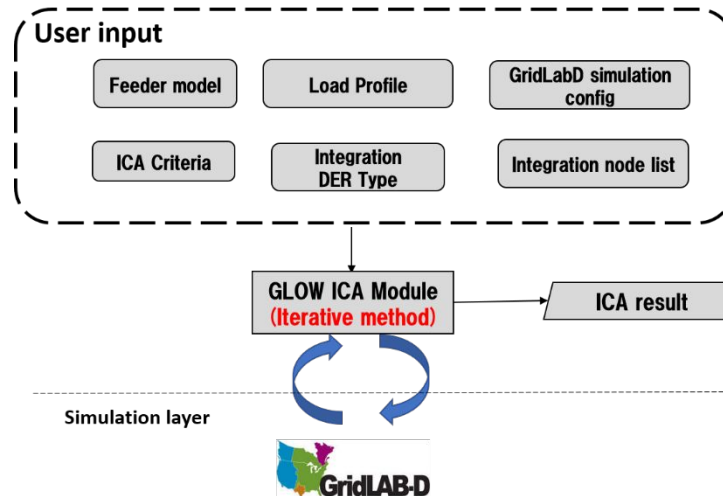 User input
Feeder model
Load Profile
GridLabD simulation
config
ICA Criteria
Integration
DER Type
Integration node list
GLOW ICA Module
(Iterative method)
ICA result
Simulation layer
GridLAB-D